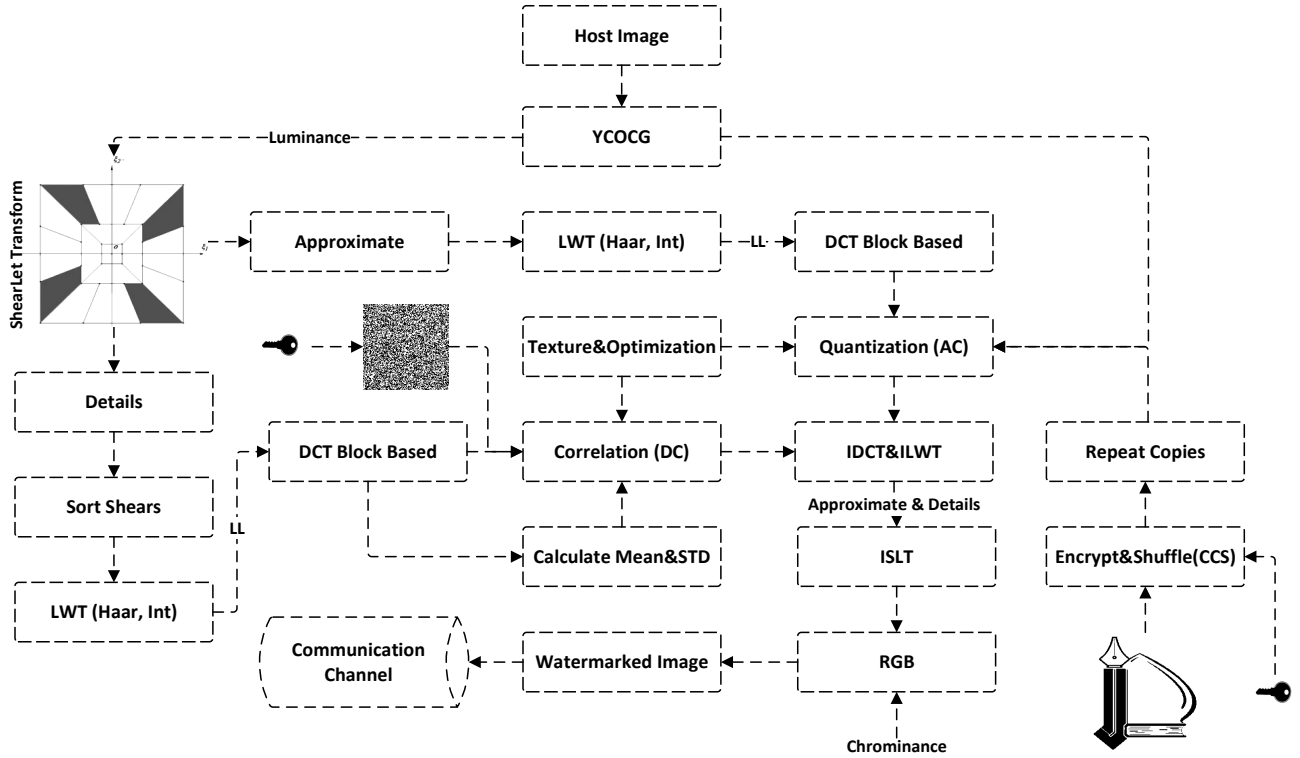 Host Image
YCOCG
Luminance
ShearLet Transform
ξ₂
ξ₁
Approximate
LWT (Haar, Int)
LL
DCT Block Based
Texture&Optimization
Quantization (AC)
Details
DCT Block Based
Correlation (DC)
IDCT&ILWT
Repeat Copies
Approximate & Details
Sort Shears
LL
Calculate Mean&STD
ISLT
Encrypt&Shuffle(CCS)
LWT (Haar, Int)
Communication
Channel
Watermarked Image
RGB
Chrominance